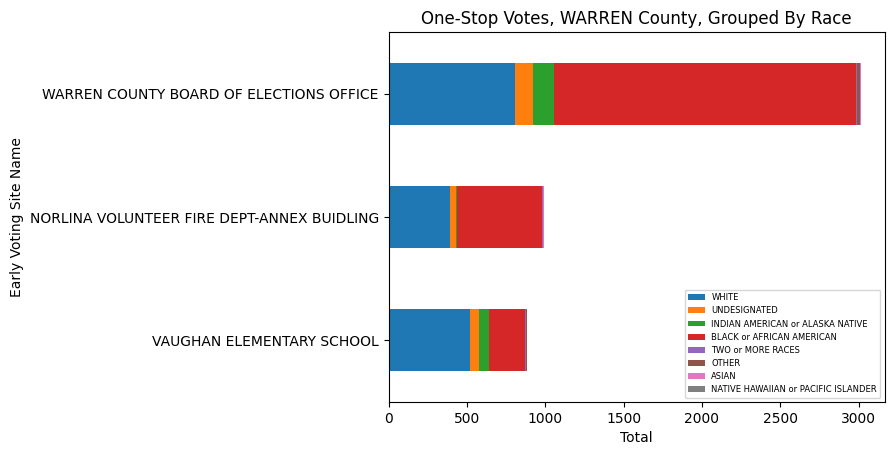 One-Stop Votes, WARREN County, Grouped By Race
Early Voting Site Name
WARREN COUNTY BOARD OF ELECTIONS OFFICE
NORLINA VOLUNTEER FIRE DEPT-ANNEX BUIDLING
VAUGHAN ELEMENTARY SCHOOL
WHITE
UNDESIGNATED
INDIAN AMERICAN or ALASKA NATIVE
BLACK or AFRICAN AMERICAN
TWO or MORE RACES
OTHER
ASIAN
NATIVE HAWAIIAN or PACIFIC ISLANDER
0 500 1000 1500 2000 2500 3000
Total